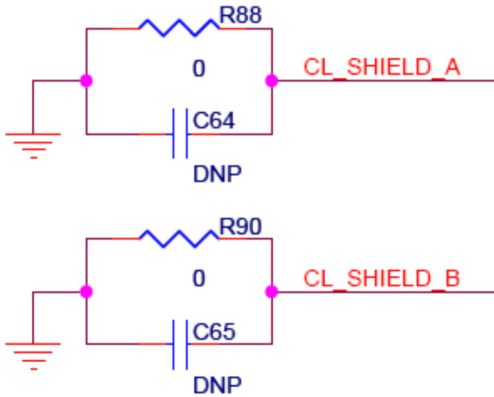 R88
0
CL_SHIELD_A
C64
DNP
R90
0
CL_SHIELD_B
C65
DNP